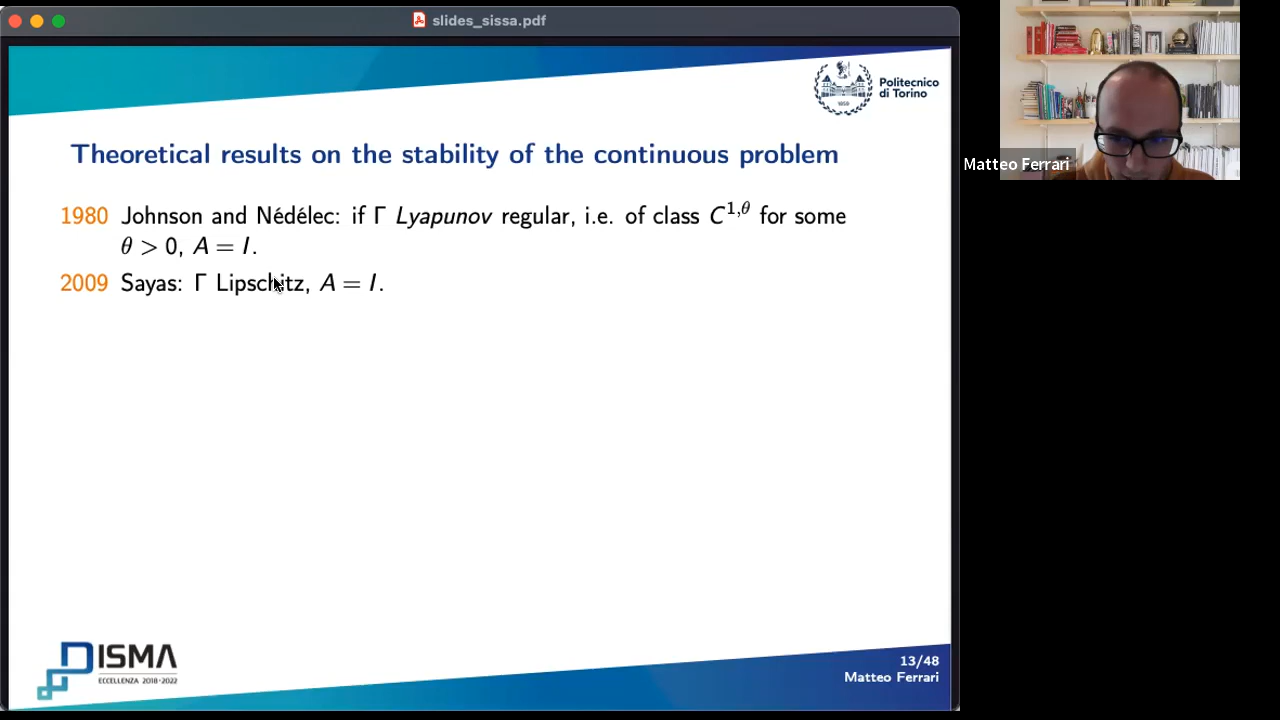 slides_sissa.pdf
Politecnico
di Torino
1859
Theoretical results on the stability of the continuous problem
1980 Johnson and Nédélec: if Γ Lyapunov regular, i.e. of class C^{1,θ} for some
θ > 0, A = I.
2009 Sayas: Γ Lipschitz, A = I.
Matteo Ferrari
DISMA
ECCELLENZA 2018·2022
13/48
Matteo Ferrari